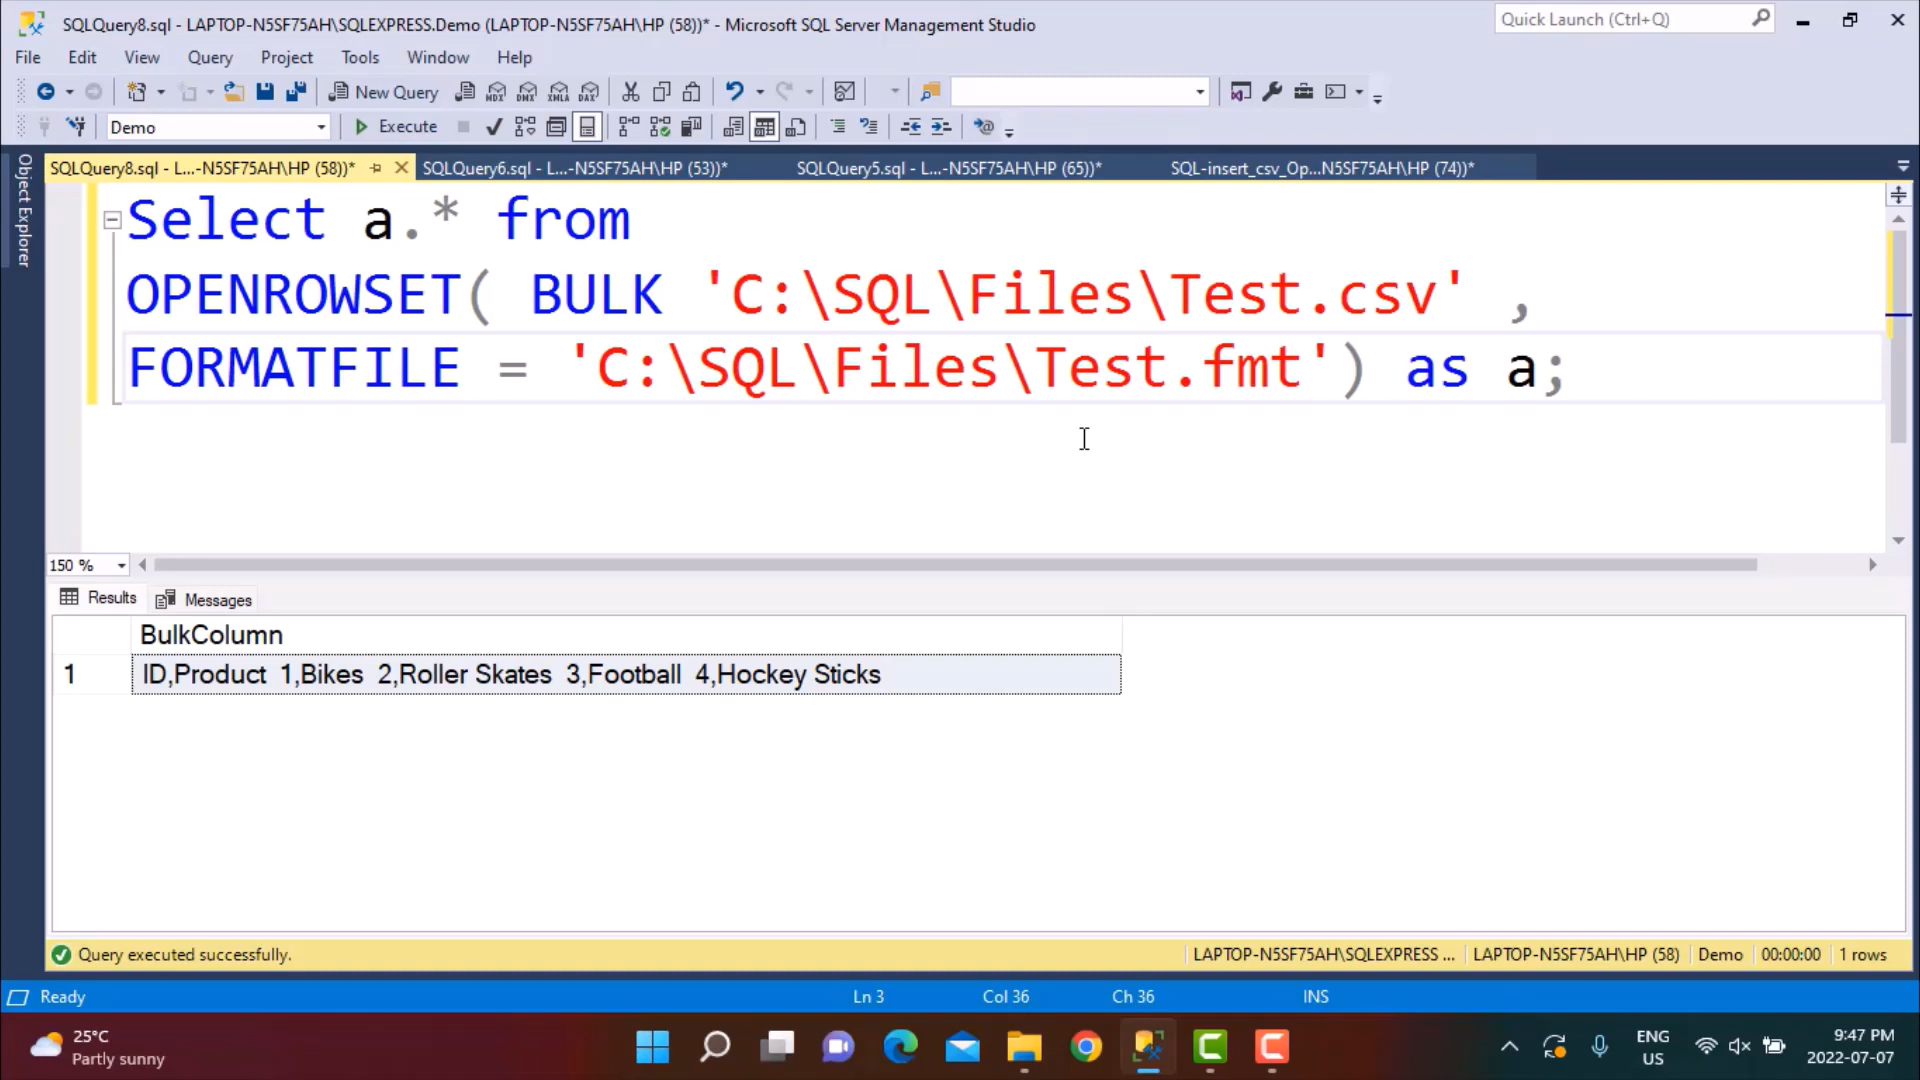 SQLQuery8.sql - LAPTOP-N5SF75AH\SQLEXPRESS.Demo (LAPTOP-N5SF75AH\HP (58))* - Microsoft SQL Server Management Studio
Quick Launch (Ctrl+Q)
File Edit View Query Project Tools Window Help
New Query MDX DMX XMLA DAX
Demo Execute
SQLQuery8.sql - L...-N5SF75AH\HP (58))* SQLQuery6.sql - L...-N5SF75AH\HP (53))* SQLQuery5.sql - L...-N5SF75AH\HP (65))* SQL-insert_csv_Op...N5SF75AH\HP (74))*
Object Explorer
Select a.* from
OPENROWSET( BULK 'C:\SQL\Files\Test.csv' ,
FORMATFILE = 'C:\SQL\Files\Test.fmt') as a;
150 %
Results Messages
BulkColumn
1 ID,Product 1,Bikes 2,Roller Skates 3,Football 4,Hockey Sticks
Query executed successfully. LAPTOP-N5SF75AH\SQLEXPRESS ... LAPTOP-N5SF75AH\HP (58) Demo 00:00:00 1 rows
Ready Ln 3 Col 36 Ch 36 INS
25°C
Partly sunny
ENG
US
9:47 PM
2022-07-07